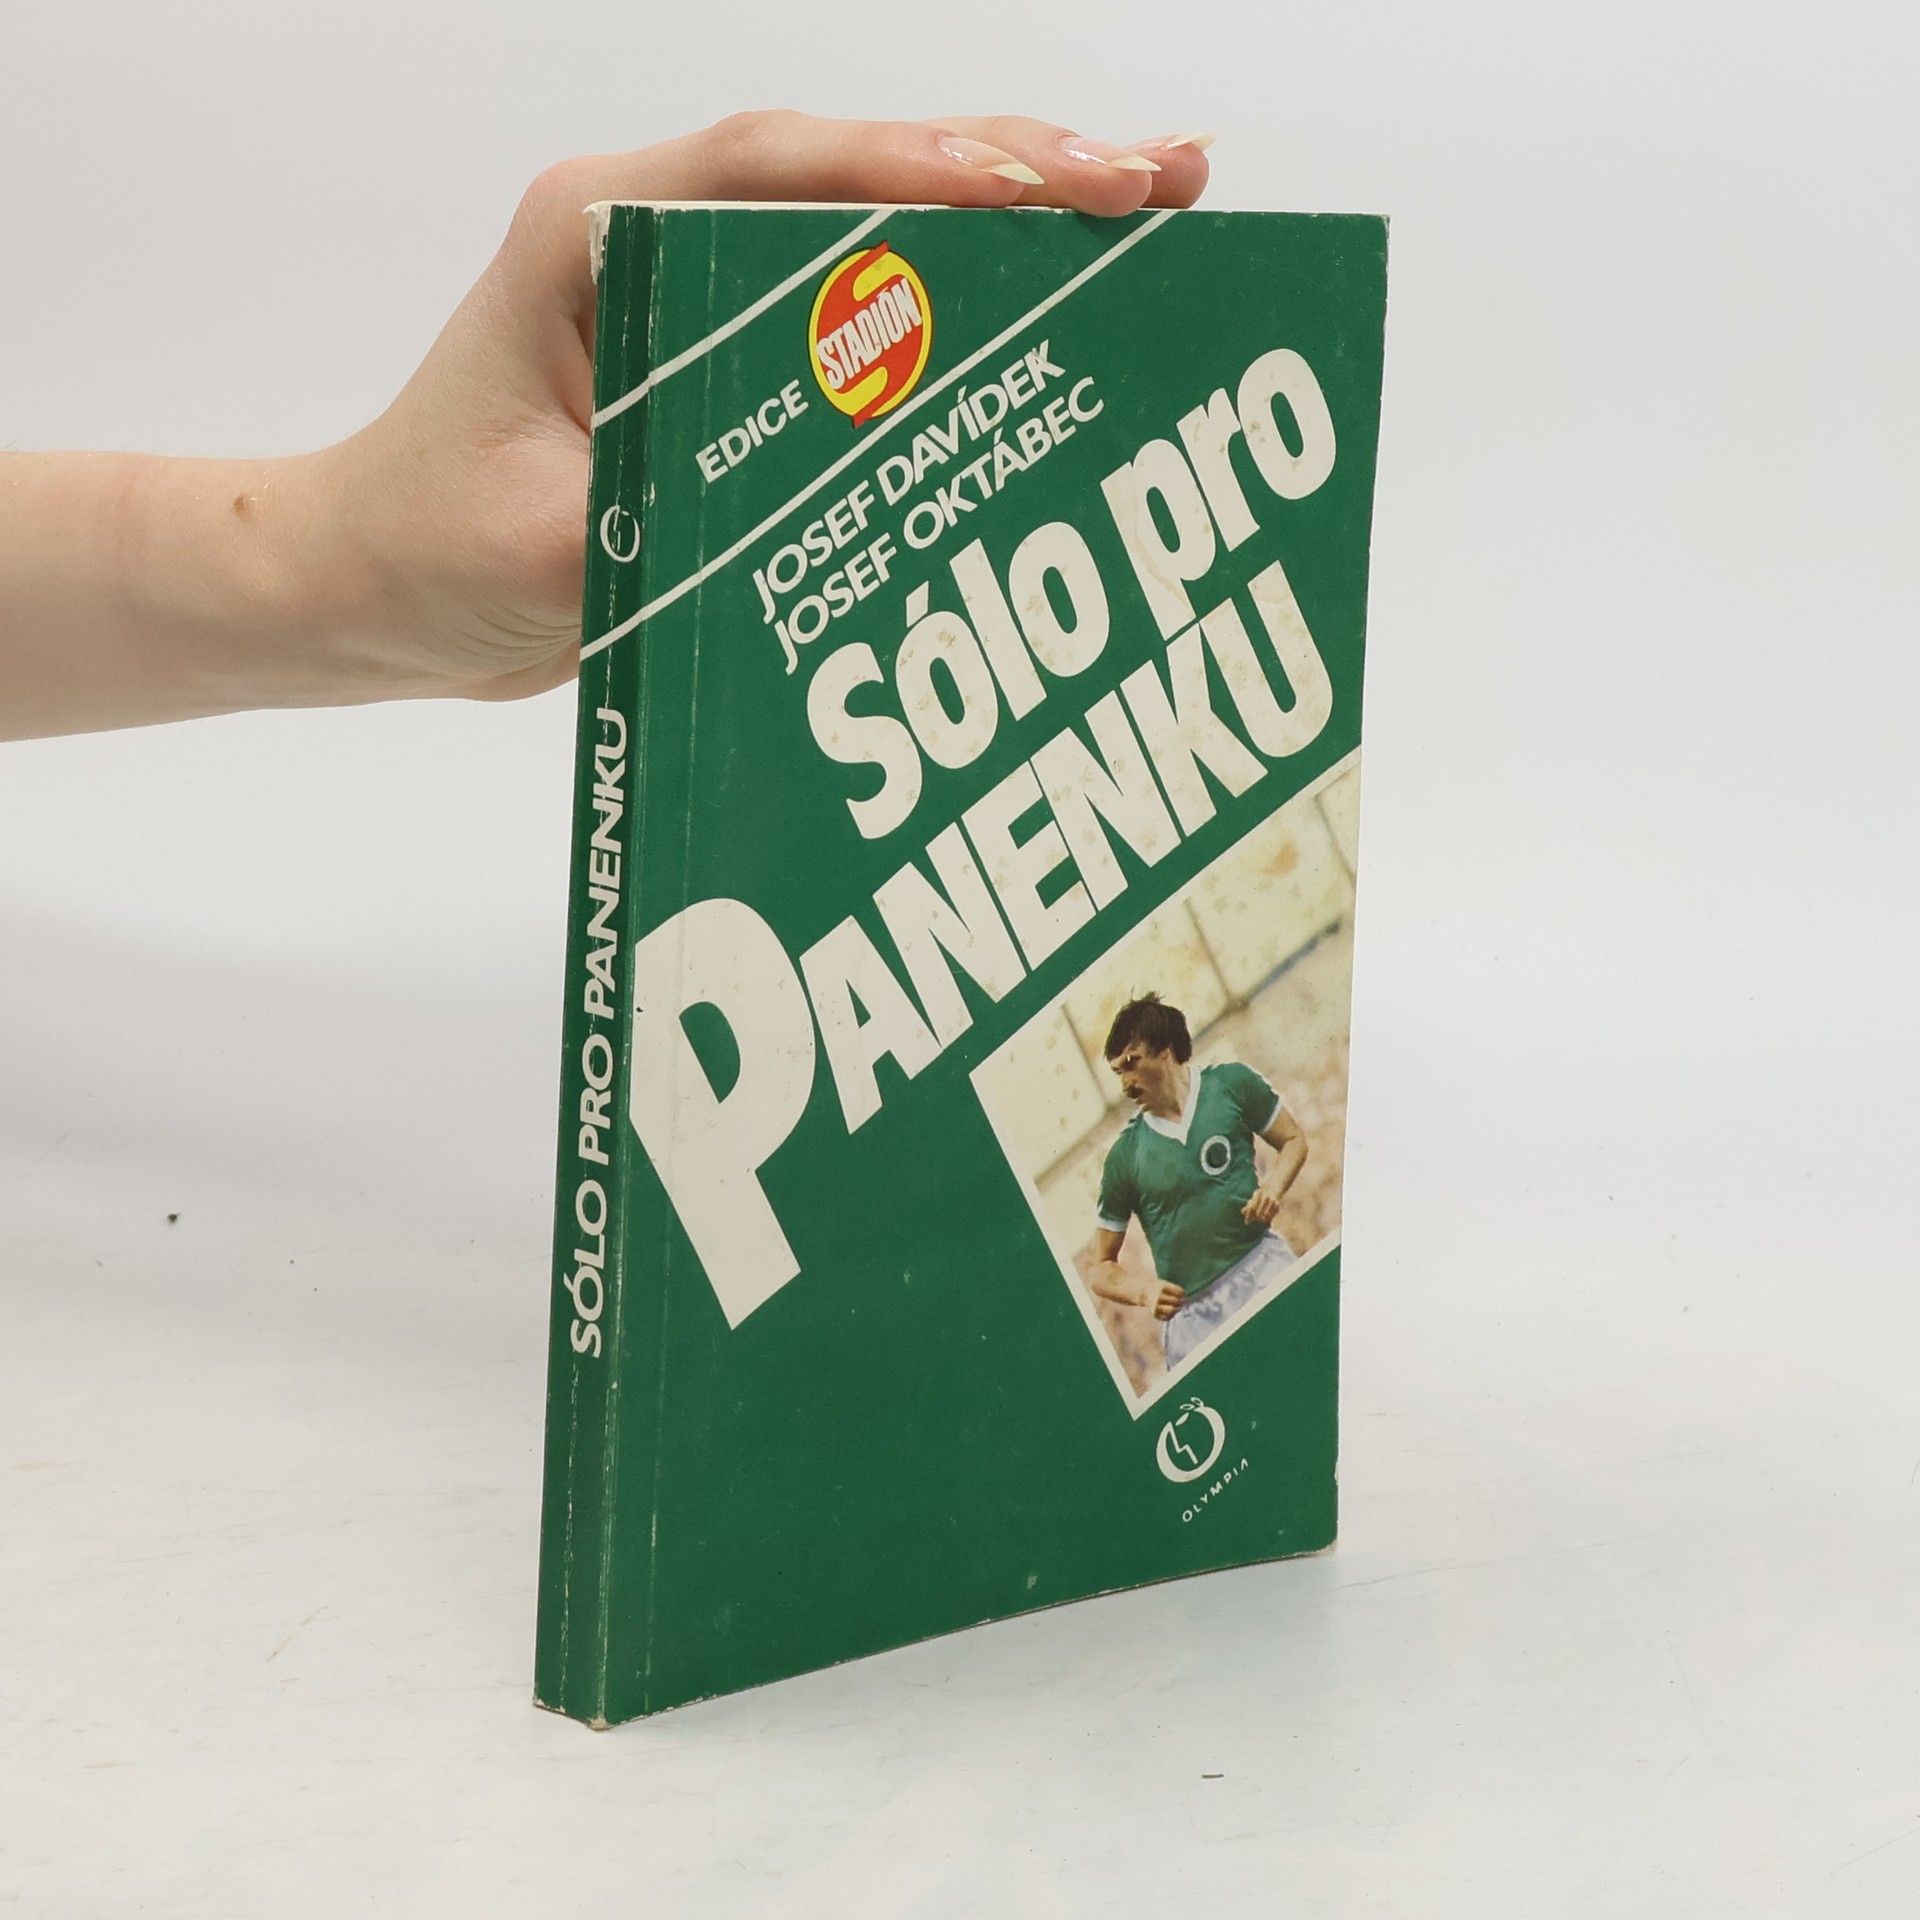 EDICE STADIÓN
JOSEF DAVÍDEK
JOSEF OKTÁBEC
Sólo pro
PANENKU
OLYMPIA
SÓLO PRO PANENKU